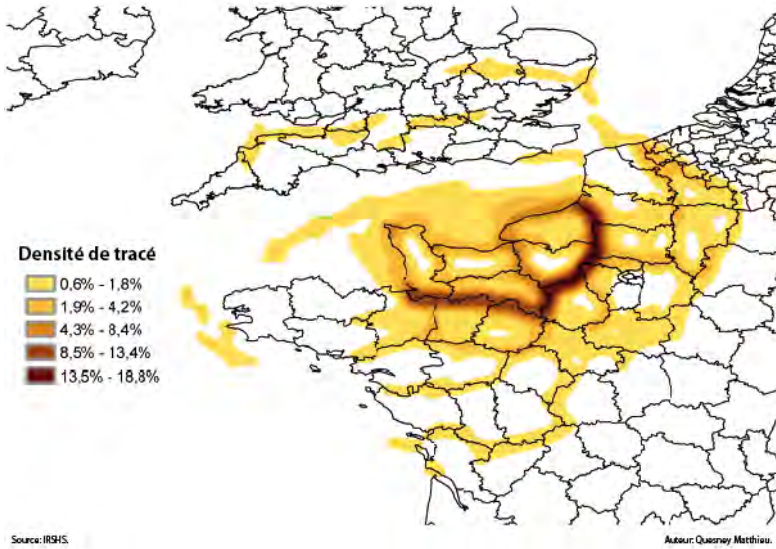 Densité de tracé
0,6% - 1,8%
1,9% - 4,2%
4,3% - 8,4%
8,5% - 13,4%
13,5% - 18,8%
Source: IRSHS.
Auteur: Quesney Matthieu.